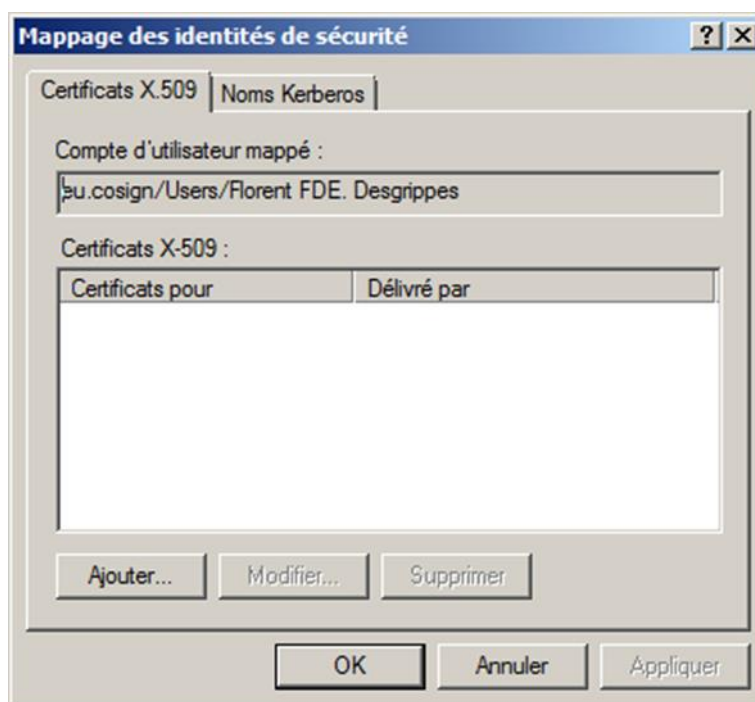 Mappage des identités de sécurité
Certificats X.509 Noms Kerberos
Compte d'utilisateur mappé :
eu.cosign/Users/Florent FDE. Desgrippes
Certificats X-509 :
Certificats pour Délivré par
Ajouter... Modifier... Supprimer
OK Annuler Appliquer